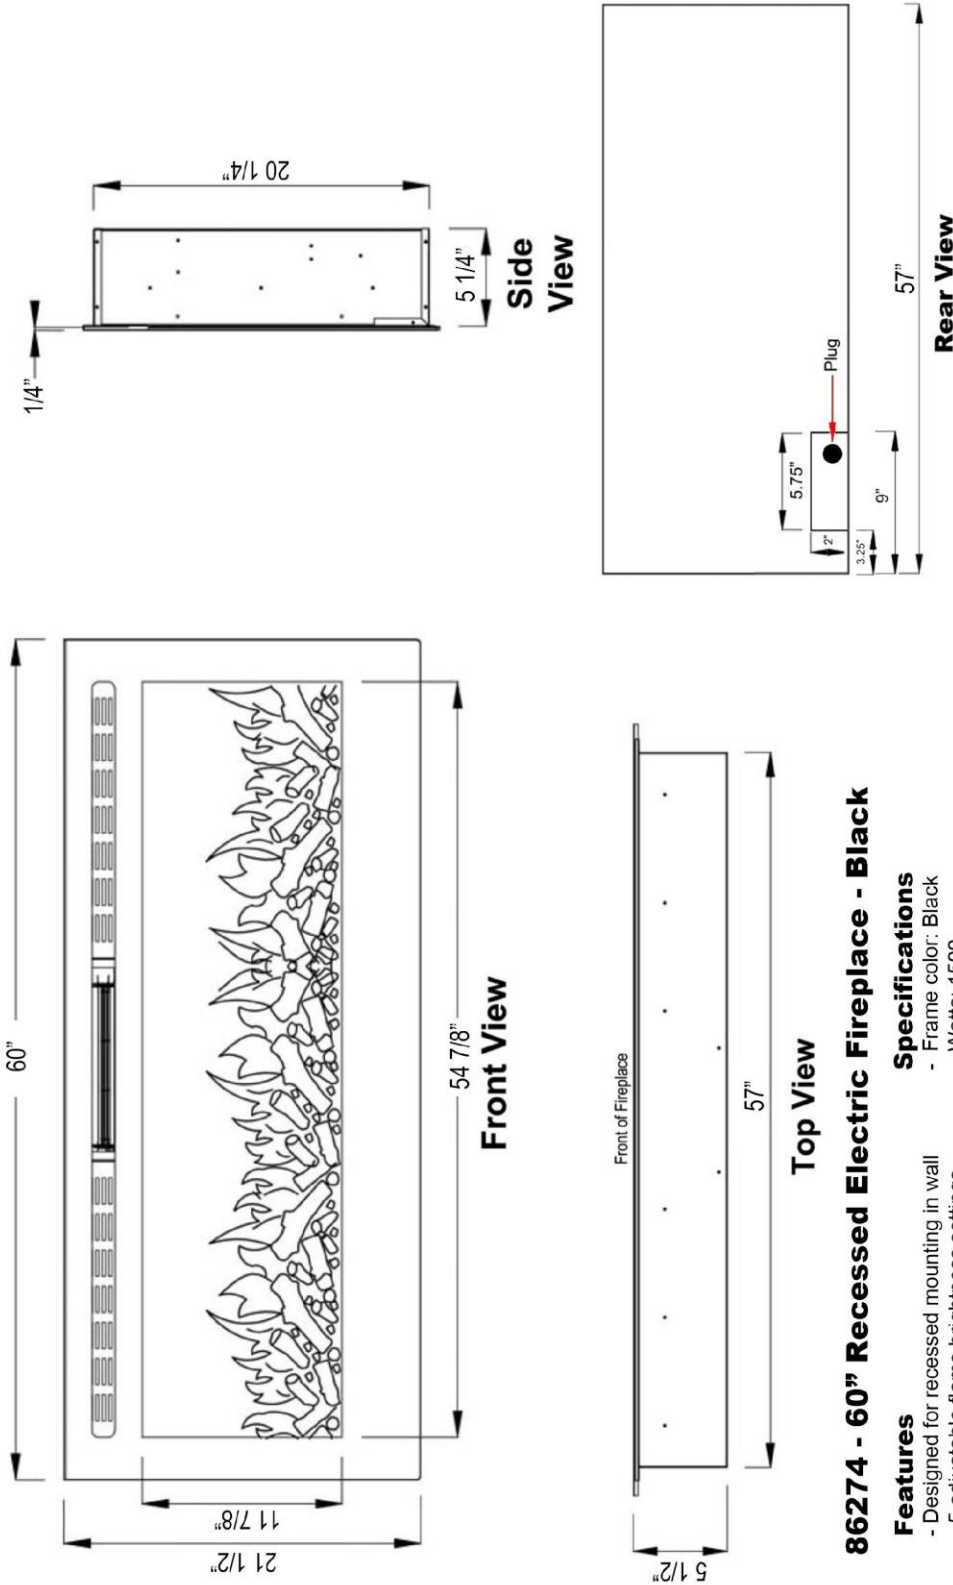 60”
21 1/2”
11 7/8”
54 7/8”
Front View
1/4”
20 1/4”
5 1/4”
Side
View
Front of Fireplace
5 1/2”
57”
Top View
5.75”
2”
3.25”
9”
Plug
57”
Rear View
86274 - 60” Recessed Electric Fireplace - Black
Features
- Designed for recessed mounting in wall
Specifications
- Frame color: Black